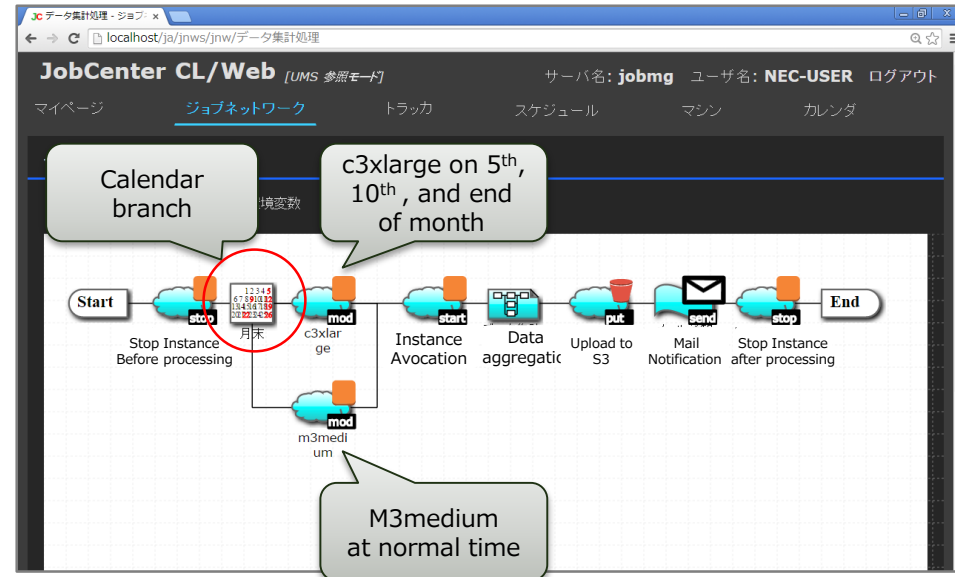 JC データ集計処理 - ジョブ x
localhost/ja/jnws/jnw/データ集計処理
JobCenter CL/Web [UMS 参照モード]
サーバ名: jobmg ユーザ名: NEC-USER ログアウト
マイページ ジョブネットワーク トラッカ スケジュール マシン カレンダ
Calendar
branch
c3xlarge on 5th,
10th , and end
of month
境変数
Start
stop
月末
mod
start
put
send
stop
End
Stop Instance
Before processing
c3xlar
ge
Instance
Avocation
Data
aggregatic
Upload to
S3
Mail
Notification
Stop Instance
after processing
mod
m3medi
um
M3medium
at normal time